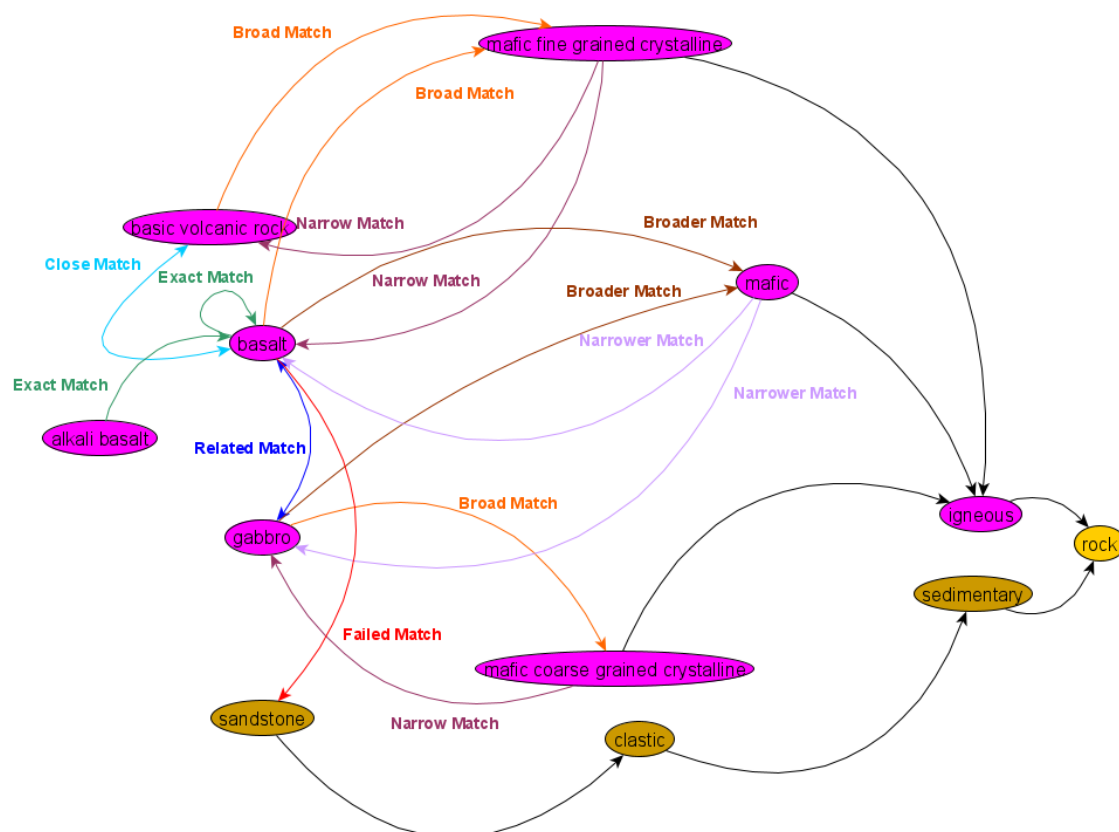 Broad Match
mafic fine grained crystalline
Broad Match
basic volcanic rock
Narrow Match
Broader Match
Close Match
Exact Match
Broader Match
Narrow Match
mafic
basalt
Narrower Match
Exact Match
Narrower Match
alkali basalt
Related Match
Broad Match
igneous
gabbro
rock
sedimentary
Failed Match
mafic coarse grained crystalline
sandstone
Narrow Match
clastic